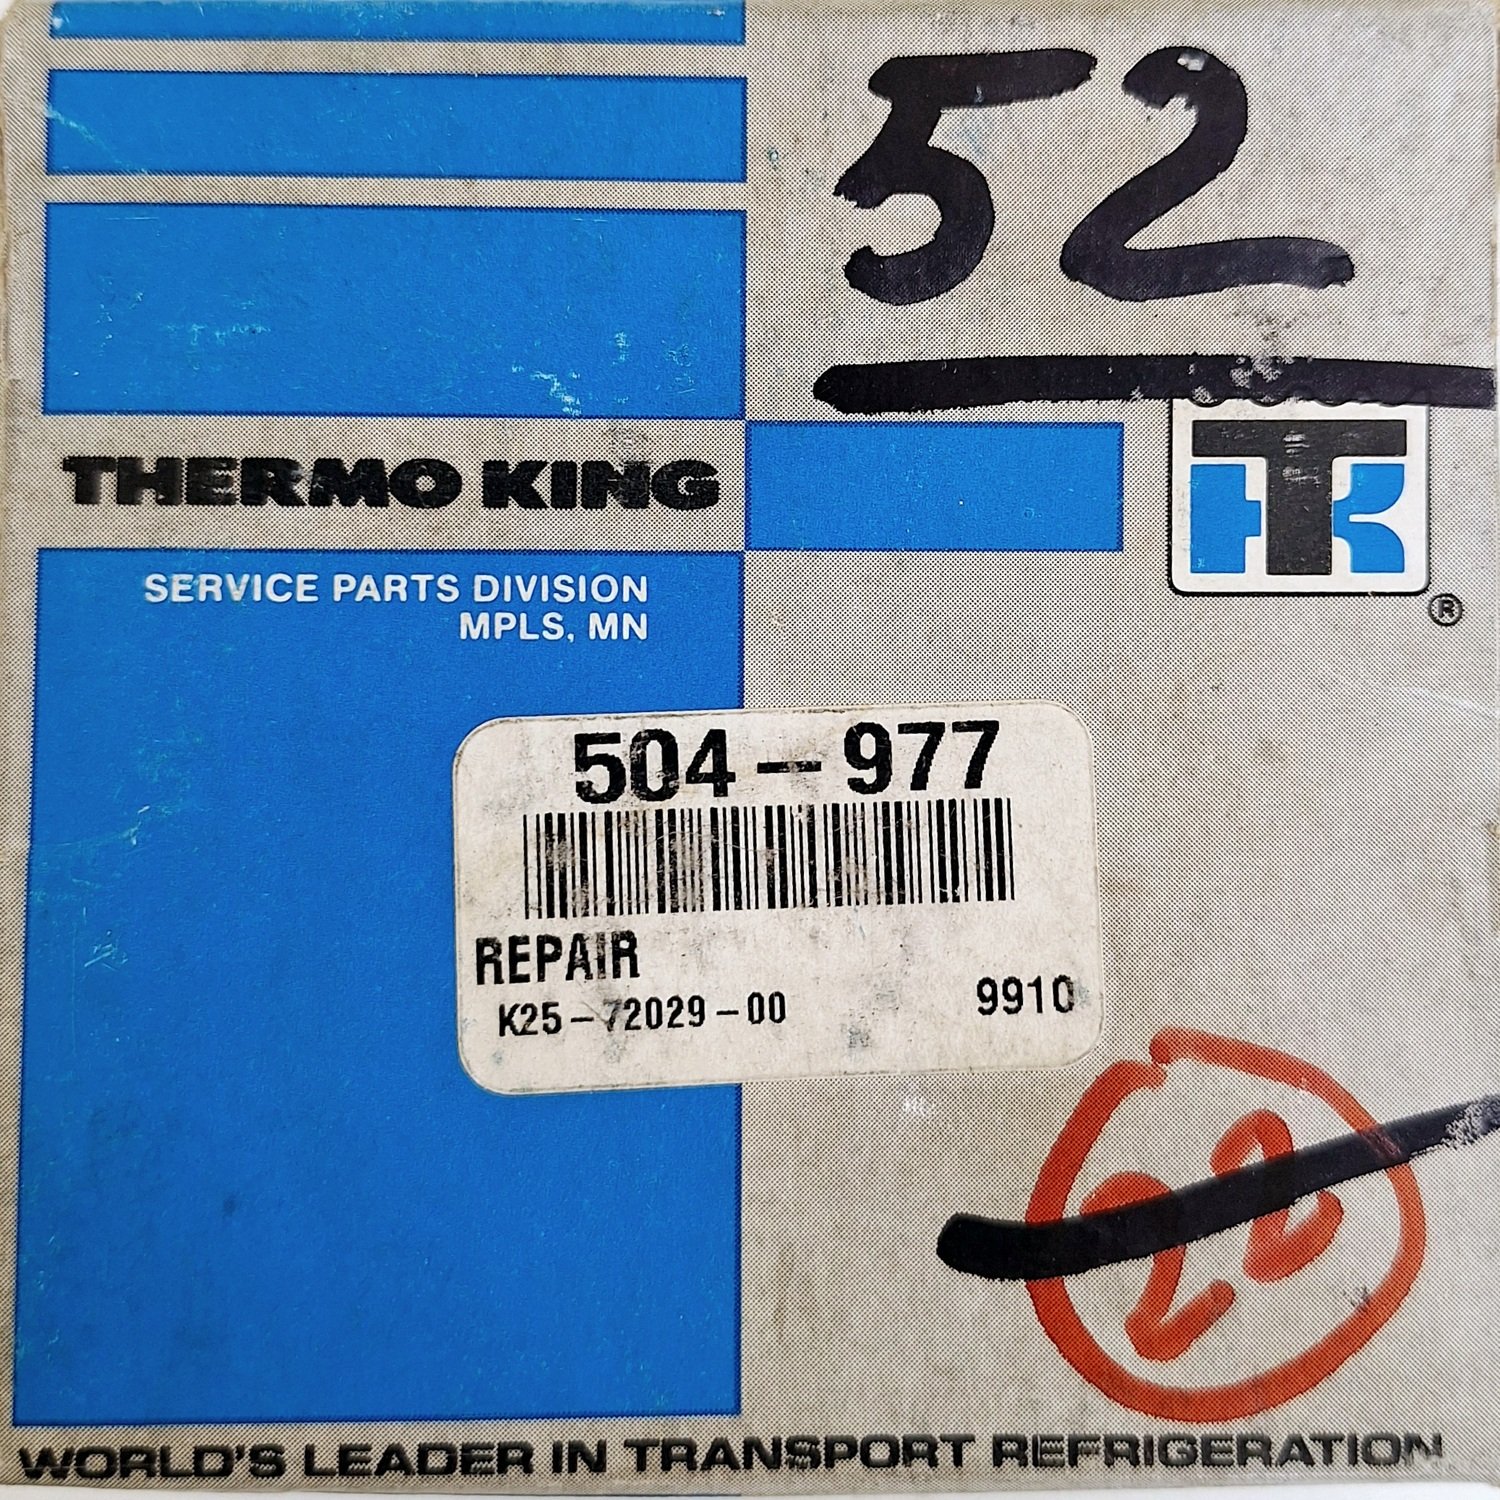 52
THERMO KING
TK
®
SERVICE PARTS DIVISION
MPLS, MN
504-977
REPAIR
K25-72029-00 9910
22
WORLD'S LEADER IN TRANSPORT REFRIGERATION